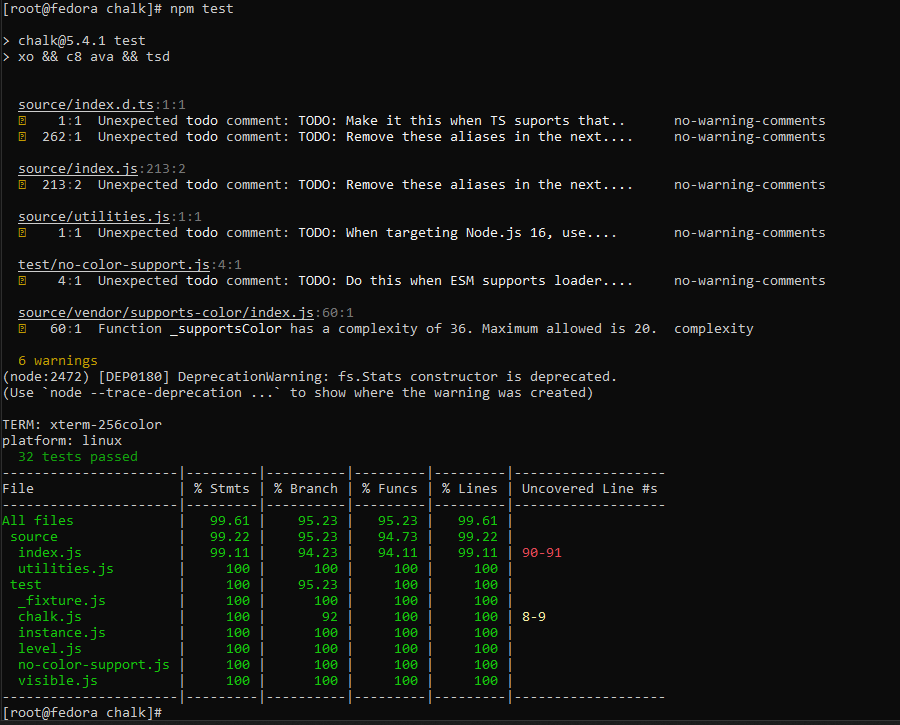 [root@fedora chalk]# npm test
> chalk@5.4.1 test
> xo && c8 ava && tsd
source/index.d.ts:1:1
1:1  Unexpected todo comment: TODO: Make it this when TS suports that..      no-warning-comments
262:1  Unexpected todo comment: TODO: Remove these aliases in the next....     no-warning-comments
source/index.js:213:2
213:2  Unexpected todo comment: TODO: Remove these aliases in the next....     no-warning-comments
source/utilities.js:1:1
1:1  Unexpected todo comment: TODO: When targeting Node.js 16, use....       no-warning-comments
test/no-color-support.js:4:1
4:1  Unexpected todo comment: TODO: Do this when ESM supports loader....     no-warning-comments
source/vendor/supports-color/index.js:60:1
60:1  Function _supportsColor has a complexity of 36. Maximum allowed is 20.  complexity
6 warnings
(node:2472) [DEP0180] DeprecationWarning: fs.Stats constructor is deprecated.
(Use `node --trace-deprecation ...` to show where the warning was created)
TERM: xterm-256color
platform: linux
32 tests passed
----------------------|---------|----------|---------|---------|-------------------
File                  | % Stmts | % Branch | % Funcs | % Lines | Uncovered Line #s
----------------------|---------|----------|---------|---------|-------------------
All files             |   99.61 |    95.23 |   95.23 |   99.61 |
 source               |   99.22 |    95.23 |   94.73 |   99.22 |
  index.js            |   99.11 |    94.23 |   94.11 |   99.11 | 90-91
  utilities.js        |     100 |      100 |     100 |     100 |
 test                 |     100 |    95.23 |     100 |     100 |
  _fixture.js         |     100 |      100 |     100 |     100 |
  chalk.js            |     100 |       92 |     100 |     100 | 8-9
  instance.js         |     100 |      100 |     100 |     100 |
  level.js            |     100 |      100 |     100 |     100 |
  no-color-support.js |     100 |      100 |     100 |     100 |
  visible.js          |     100 |      100 |     100 |     100 |
----------------------|---------|----------|---------|---------|-------------------
[root@fedora chalk]#